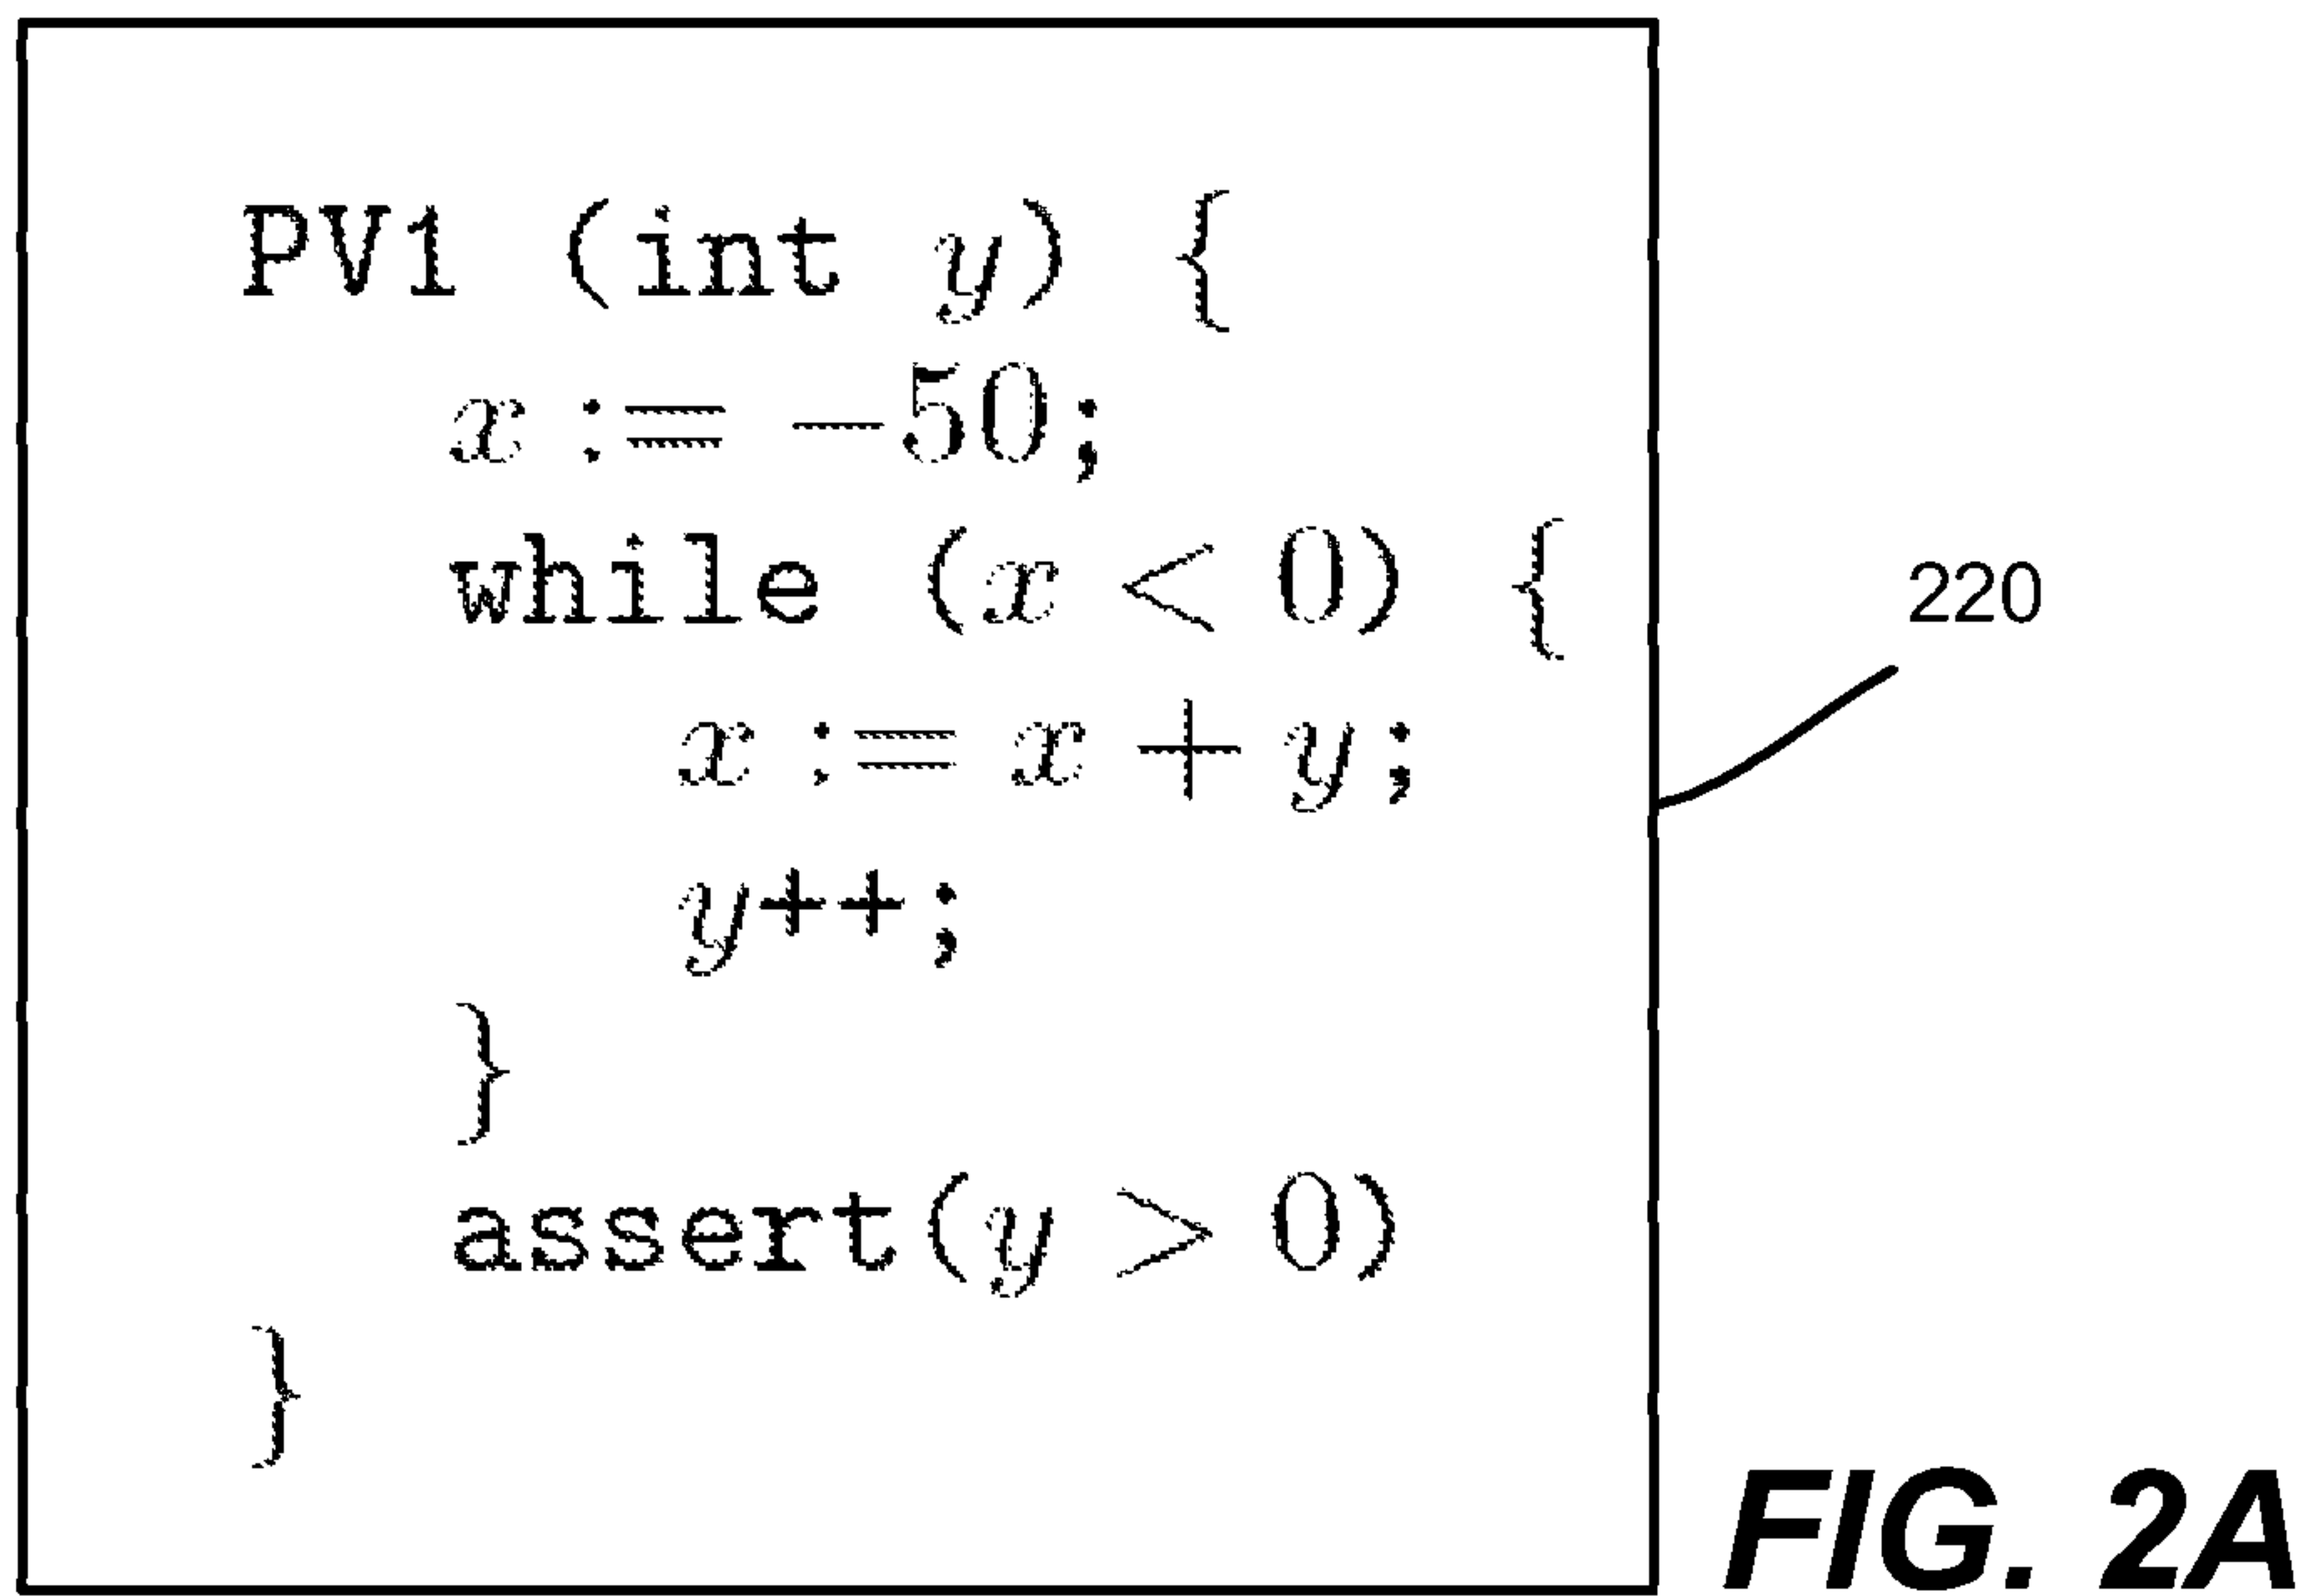 PV1 (int y) {
x := −50;
while (x < 0) {
x := x + y;
y++;
}
assert(y > 0)
}
220
FIG. 2A